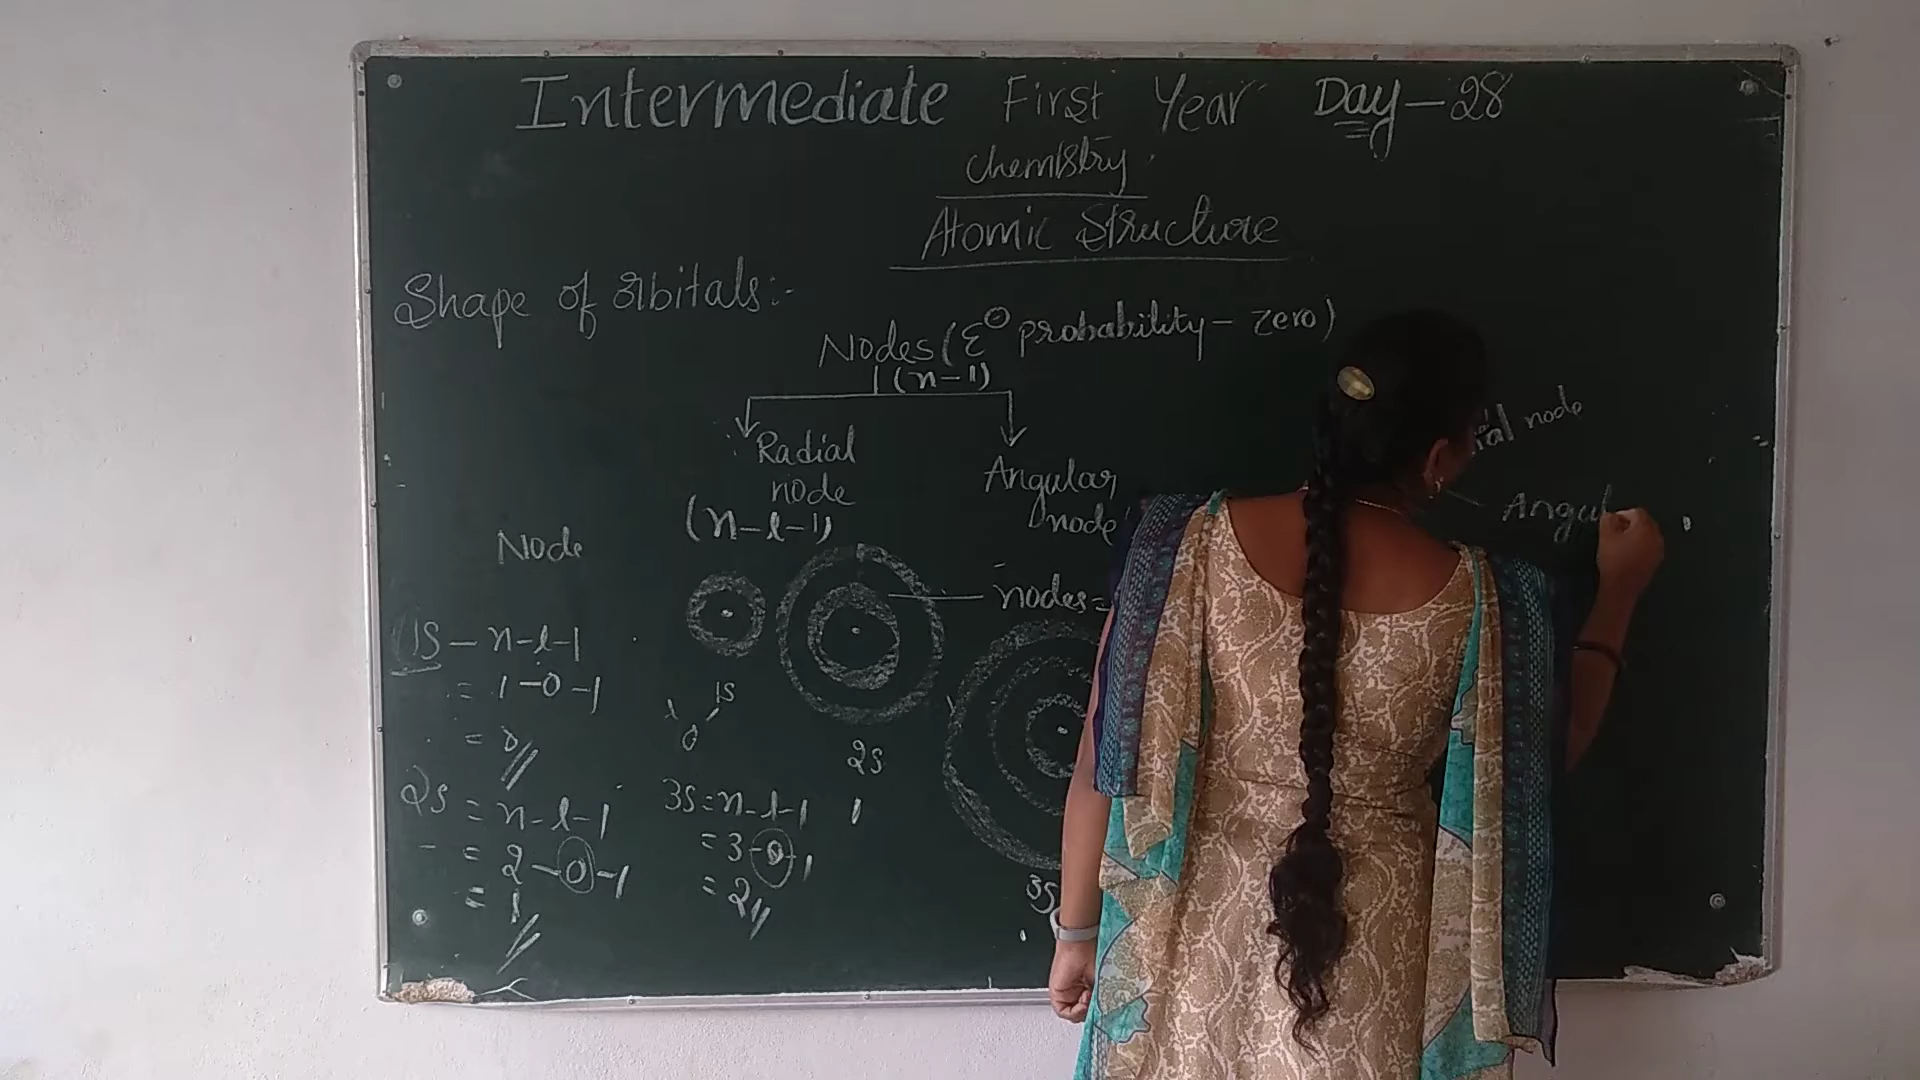 Intermediate First Year Day-28
Chemistry
Atomic Structure
Shape of orbitals:-
Nodes (ε⊖ probability - zero)
(n-1)
Radial
node
(n-l-1)
Angular
node
node
Angul
Node
nodes=
1S - n-l-1
= 1-0-1
= 0
1S
0
2S
1
2S = n-l-1
= 2-0-1
= 1
3S = n-l-1
= 3-0-1
= 2
3S